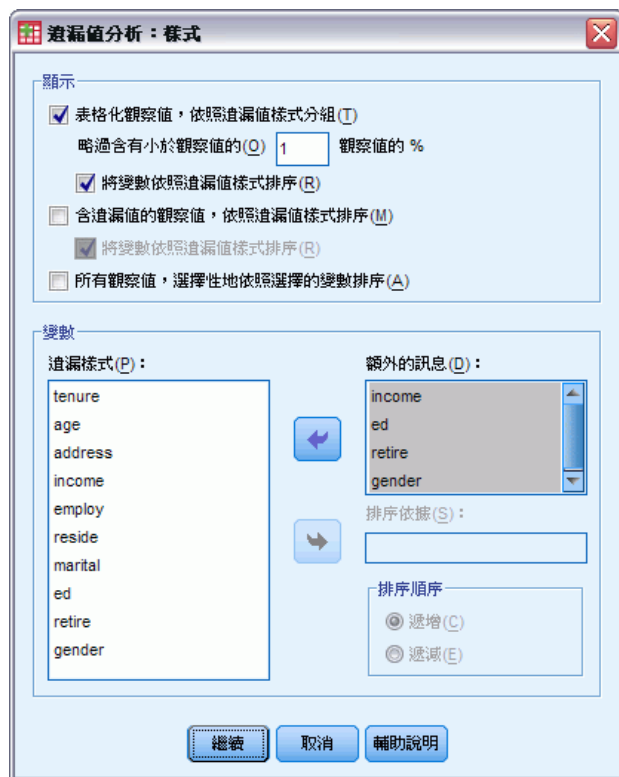 遺漏值分析：樣式
顯示
表格化觀察值，依照遺漏值樣式分組(T)
略過含有小於觀察值的(O) 1 觀察值的 %
將變數依照遺漏值樣式排序(R)
含遺漏值的觀察值，依照遺漏值樣式排序(M)
將變數依照遺漏值樣式排序(R)
所有觀察值，選擇性地依照選擇的變數排序(A)
變數
遺漏樣式(P)：
tenure
age
address
income
employ
reside
marital
ed
retire
gender
額外的訊息(D)：
income
ed
retire
gender
排序依據(S)：
排序順序
遞增(C)
遞減(E)
繼續
取消
輔助說明